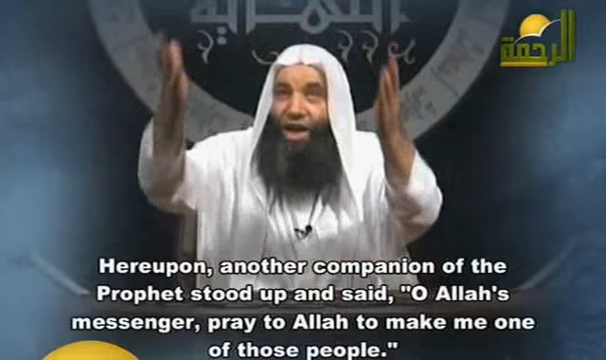 الرحمة
Hereupon, another companion of the
Prophet stood up and said, "O Allah's
messenger, pray to Allah to make me one
of those people."